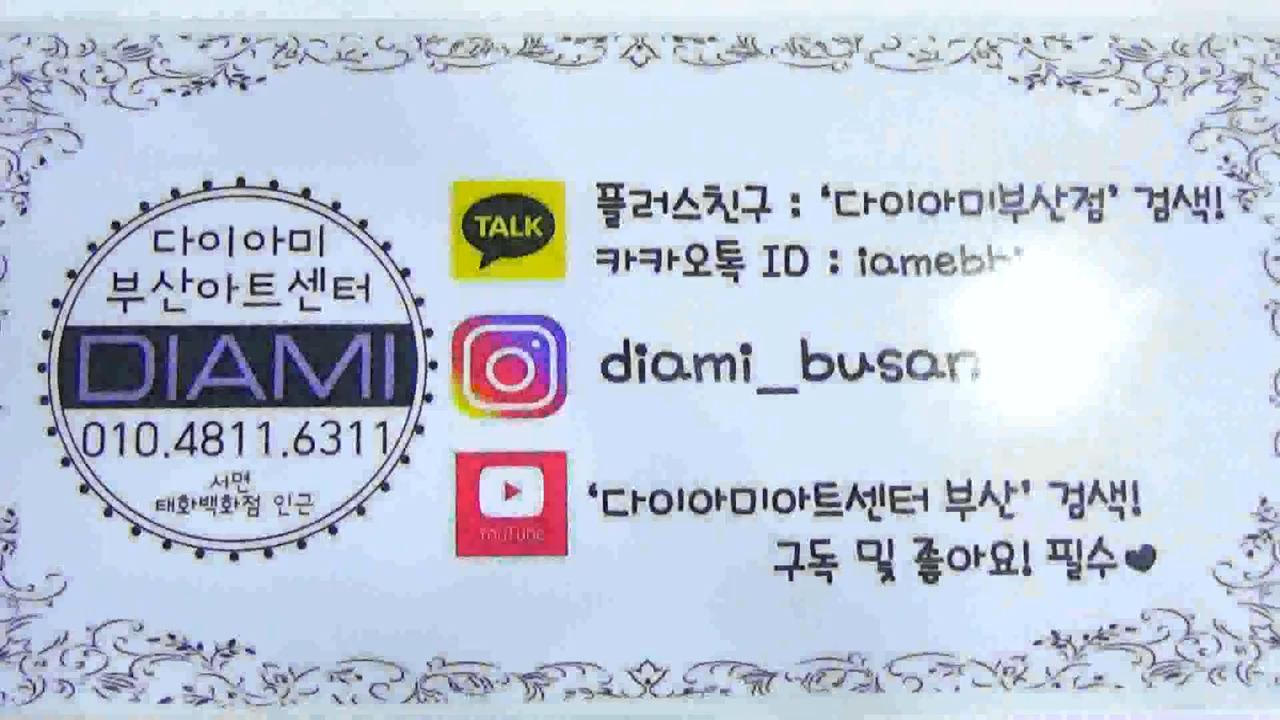 다이아미
부산아트센터
DIAMI
010.4811.6311
서면
태화백화점 인근
TALK
플러스친구 : ‘다이아미부산점’ 검색!
카카오톡 ID :
diami_busan
YouTube
‘다이아미아트센터 부산’ 검색!
구독 및 좋아요! 필수♥